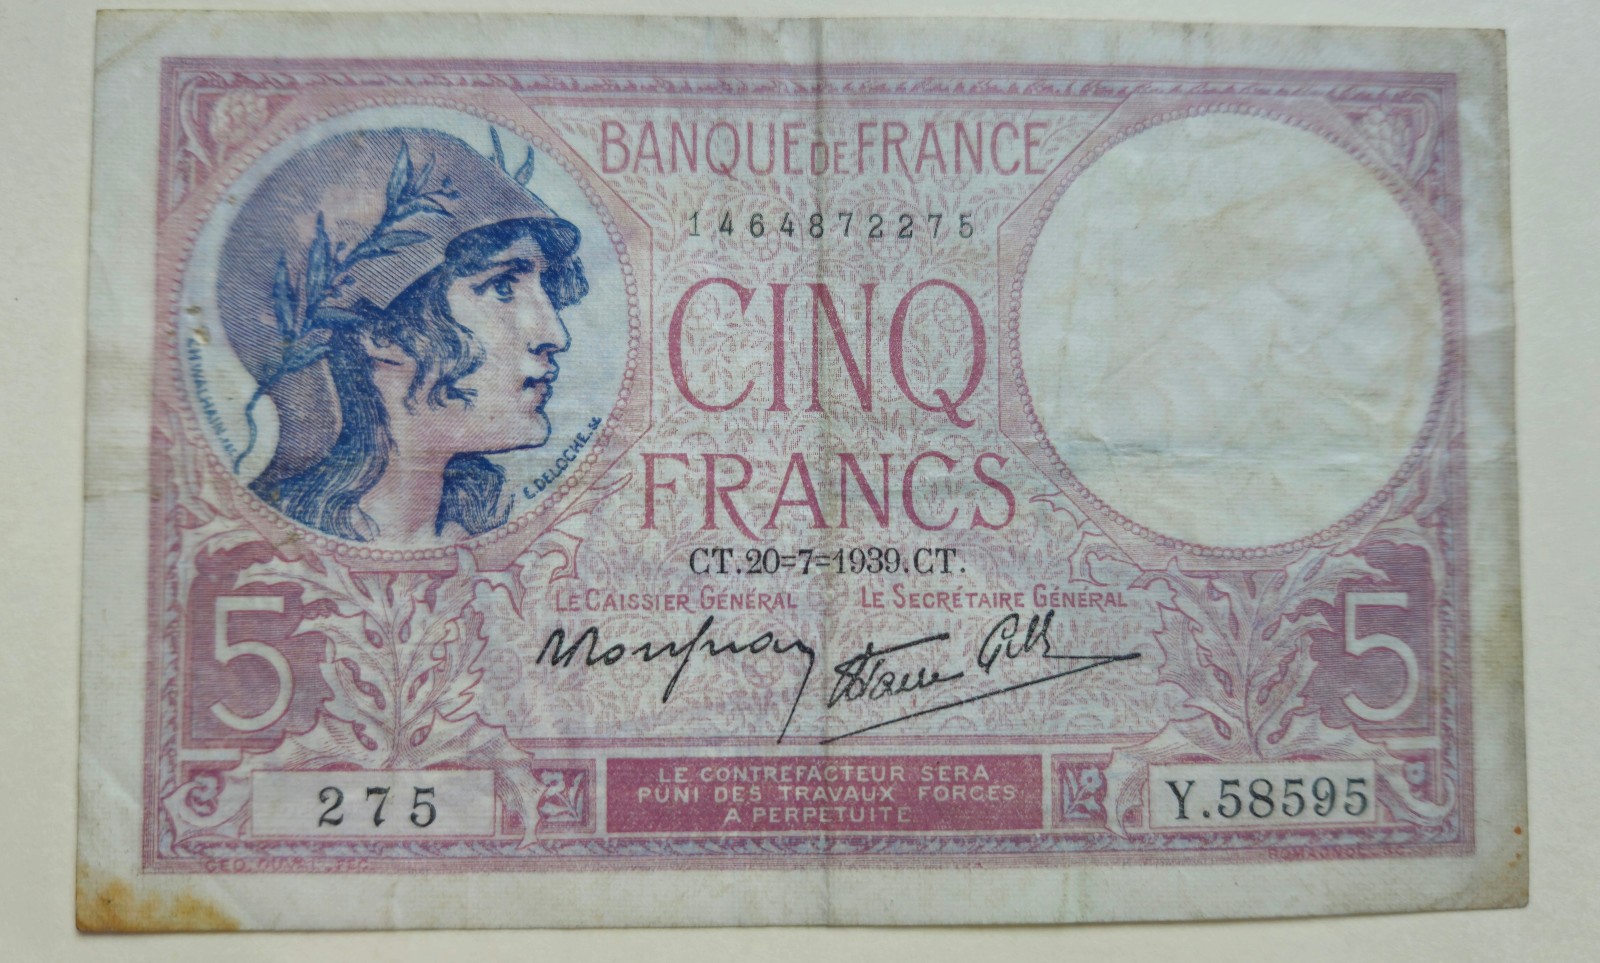 BANQUE DE FRANCE
1464872275
CINQ
FRANCS
E. DELOCHE. Sc
CT.20=7=1939.CT.
LE CAISSIER GÉNÉRAL
LE SECRÉTAIRE GÉNÉRAL
5
5
LE CONTREFACTEUR SERA
PUNI DES TRAVAUX FORCES
A PERPETUITE
275
Y.58595